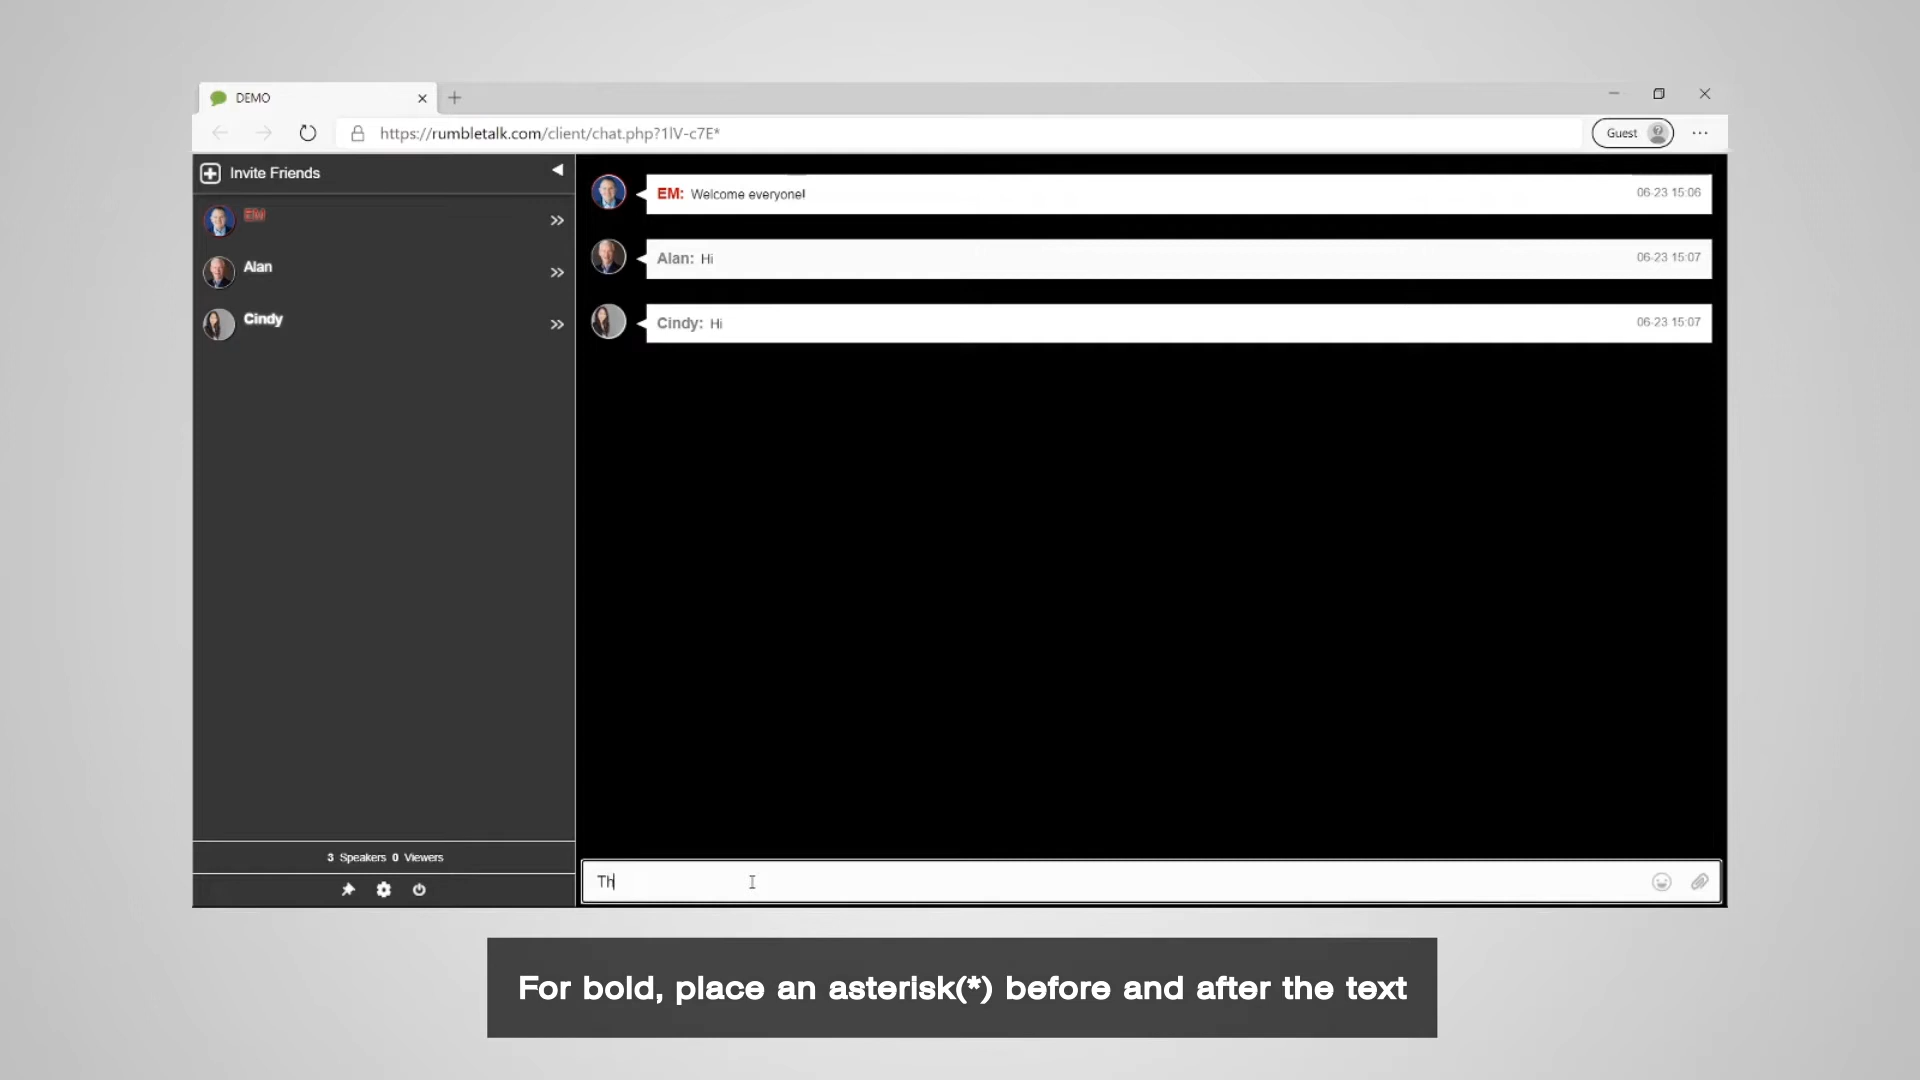 DEMO
https://rumbletalk.com/client/chat.php?1lV-c7E*
Guest
Invite Friends
EM
Alan
Cindy
EM: Welcome everyone! 06-23 15:06
Alan: Hi 06-23 15:07
Cindy: Hi 06-23 15:07
3 Speakers 0 Viewers
Th
For bold, place an asterisk(*) before and after the text